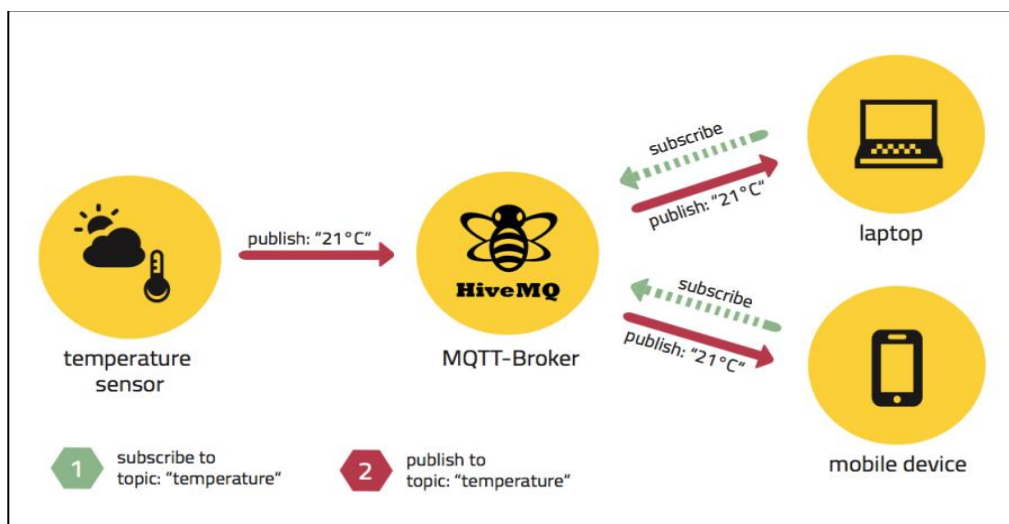 subscribe
publish: “21°C”
laptop
publish: “21°C”
HiveMQ
temperature
sensor
MQTT-Broker
subscribe
publish: “21°C”
mobile device
1
subscribe to
topic: “temperature“
2
publish to
topic: “temperature“